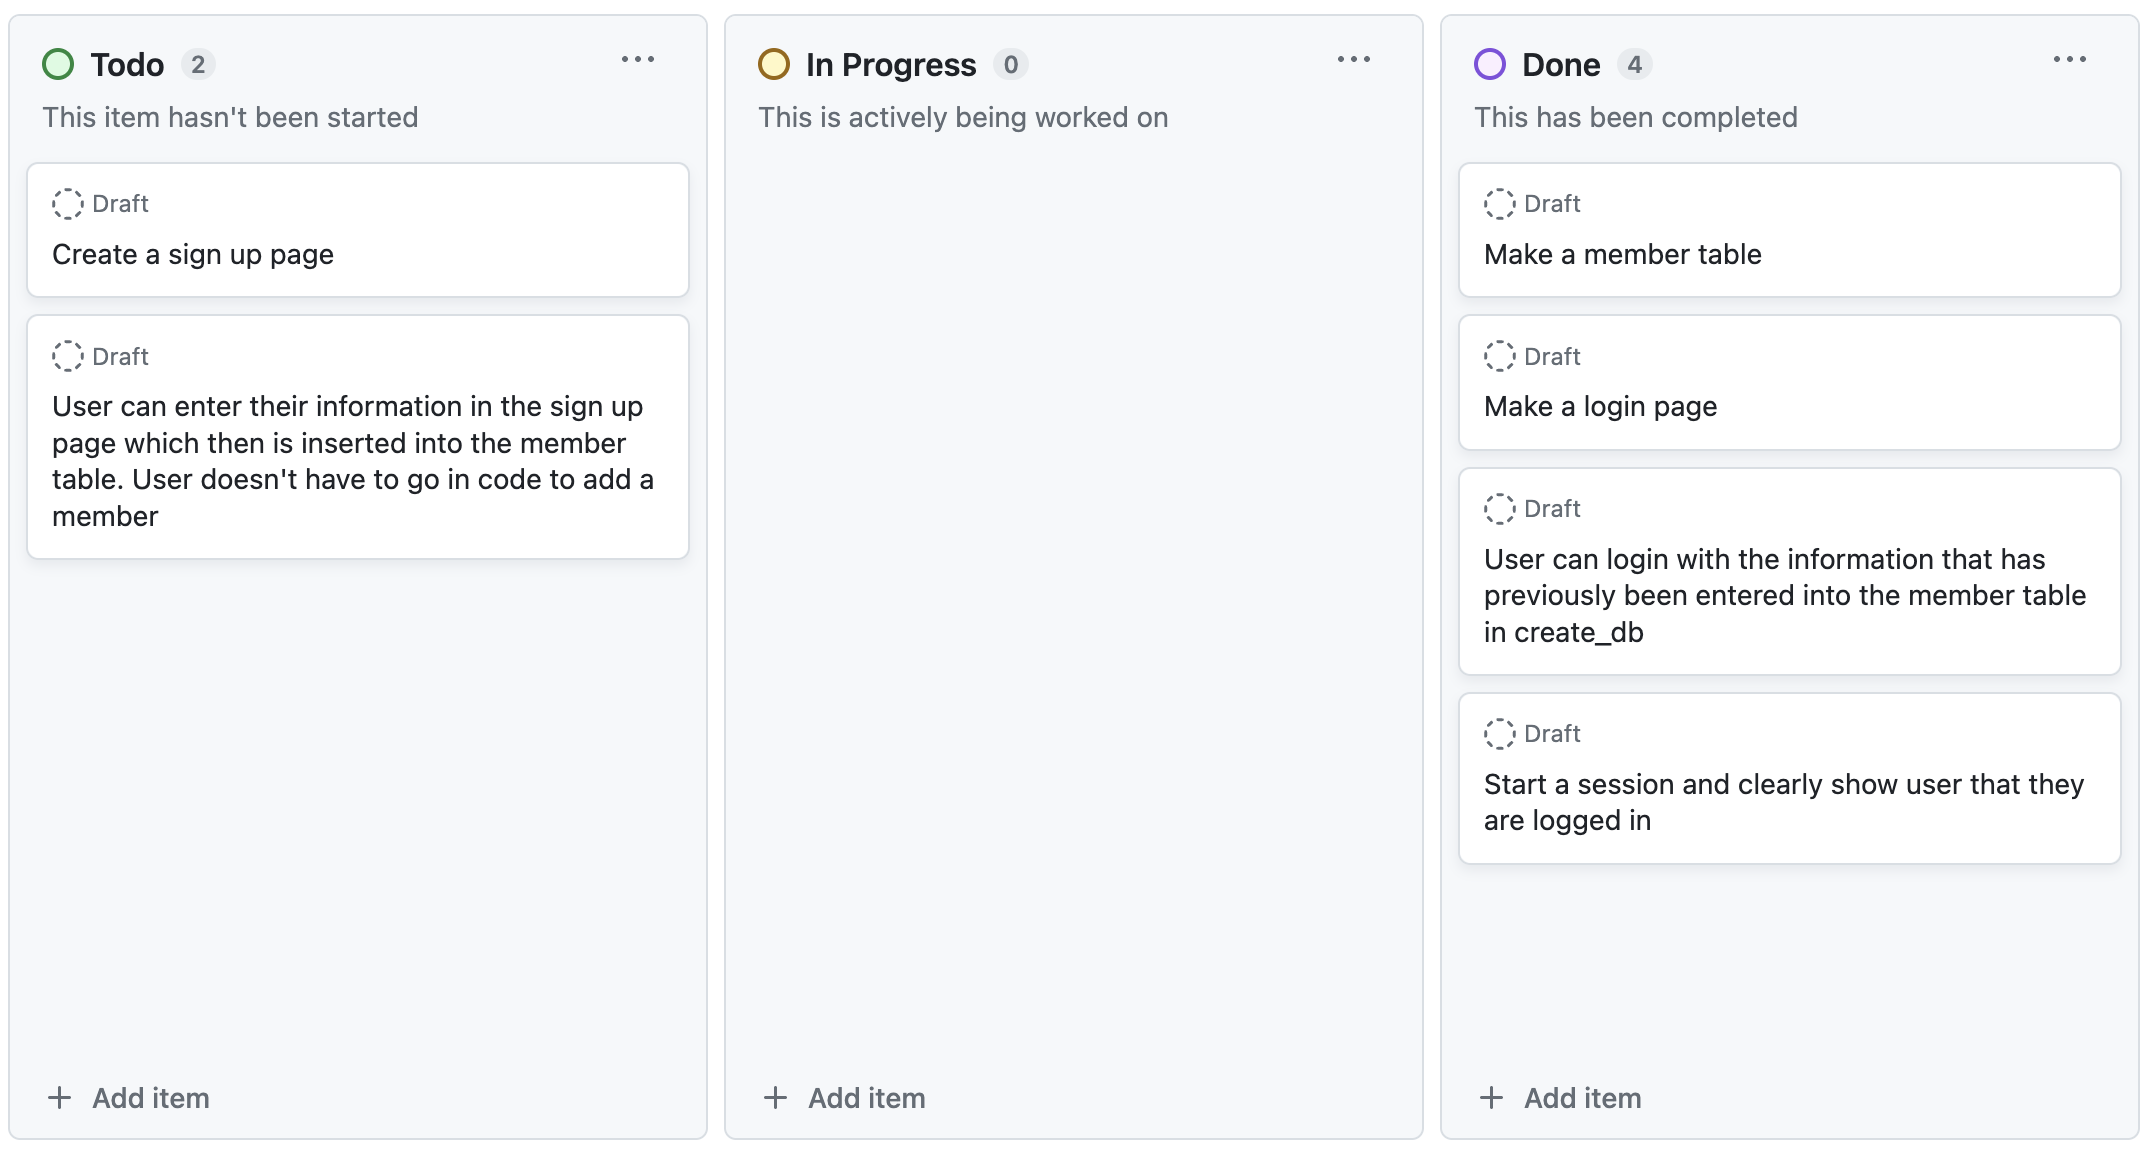 Todo 2 ...
This item hasn't been started
Draft
Create a sign up page
Draft
User can enter their information in the sign up
page which then is inserted into the member
table. User doesn't have to go in code to add a
member
+ Add item
In Progress 0 ...
This is actively being worked on
+ Add item
Done 4 ...
This has been completed
Draft
Make a member table
Draft
Make a login page
Draft
User can login with the information that has
previously been entered into the member table
in create_db
Draft
Start a session and clearly show user that they
are logged in
+ Add item